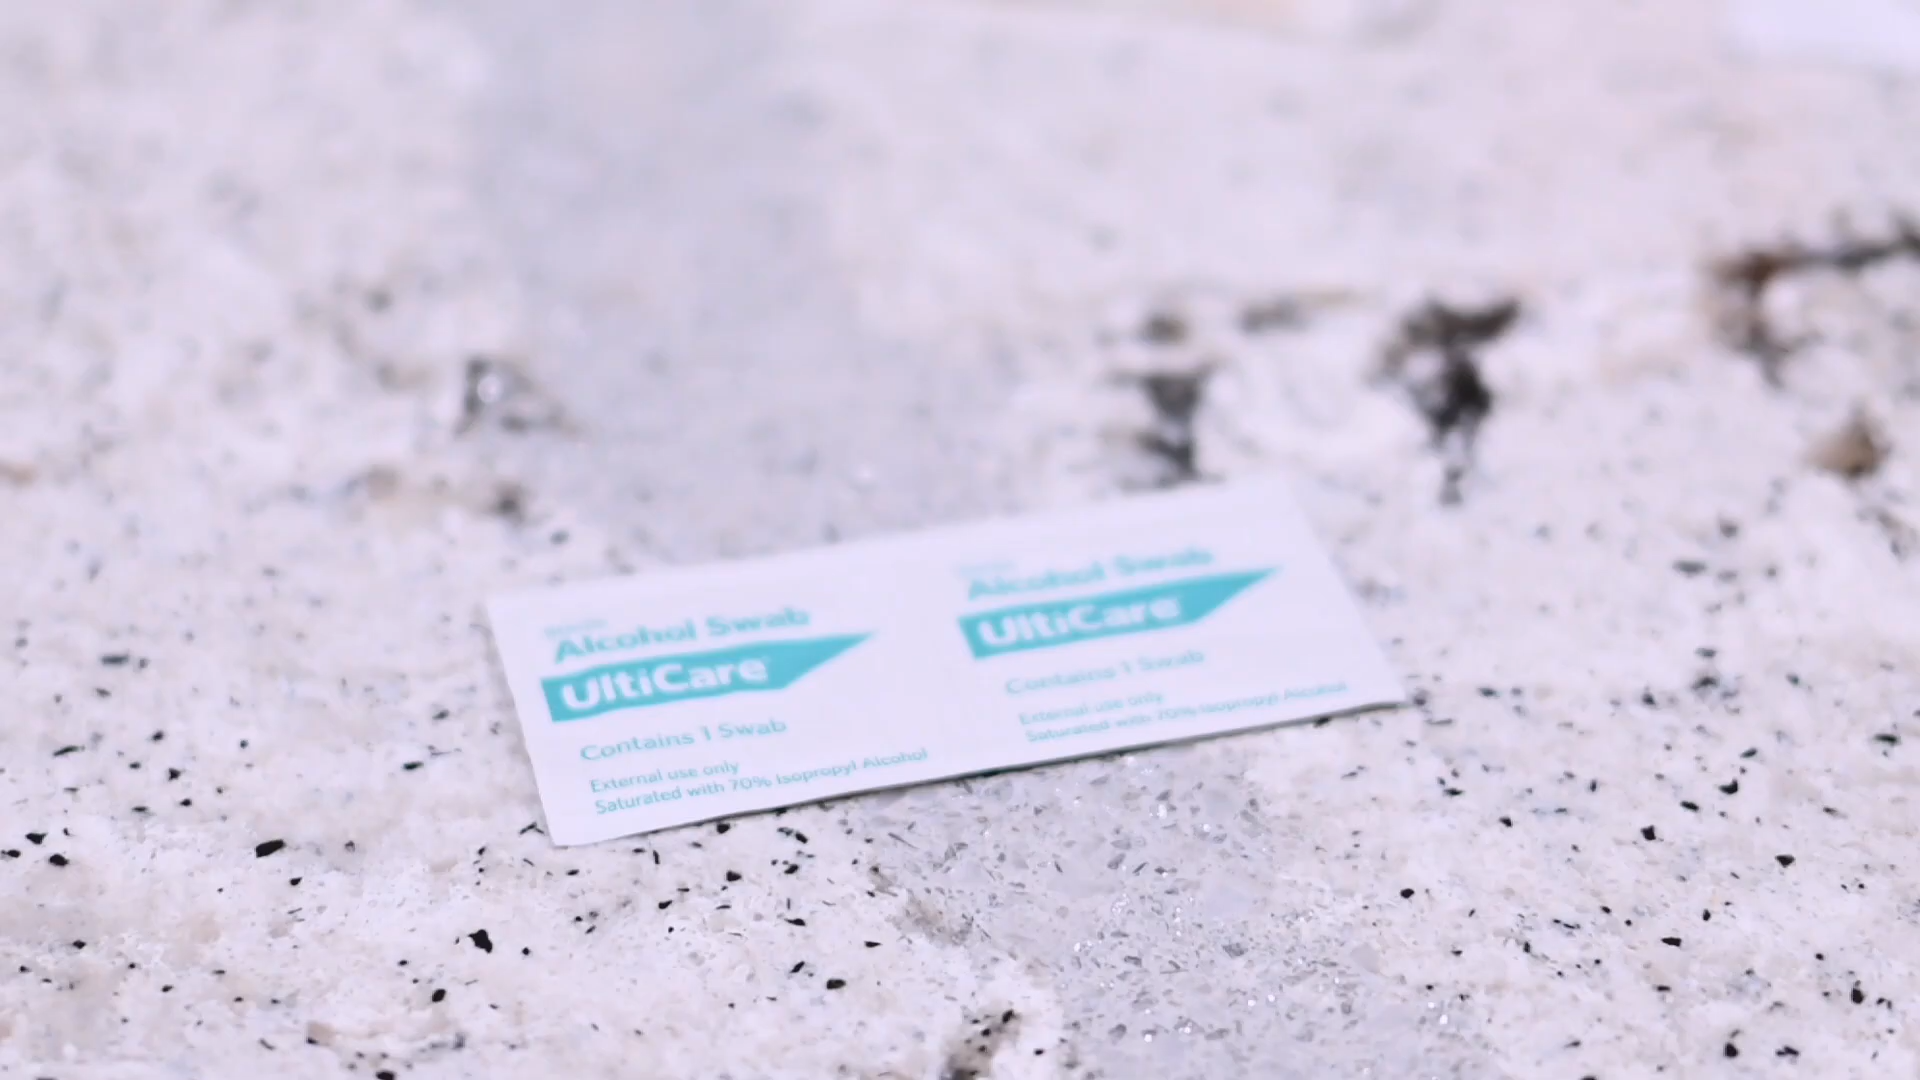 Alcohol Swab
UltiCare
Contains 1 Swab
External use only
Saturated with 70% Isopropyl Alcohol
Alcohol Swab
UltiCare
Contains 1 Swab
External use only
Saturated with 70% Isopropyl Alcohol